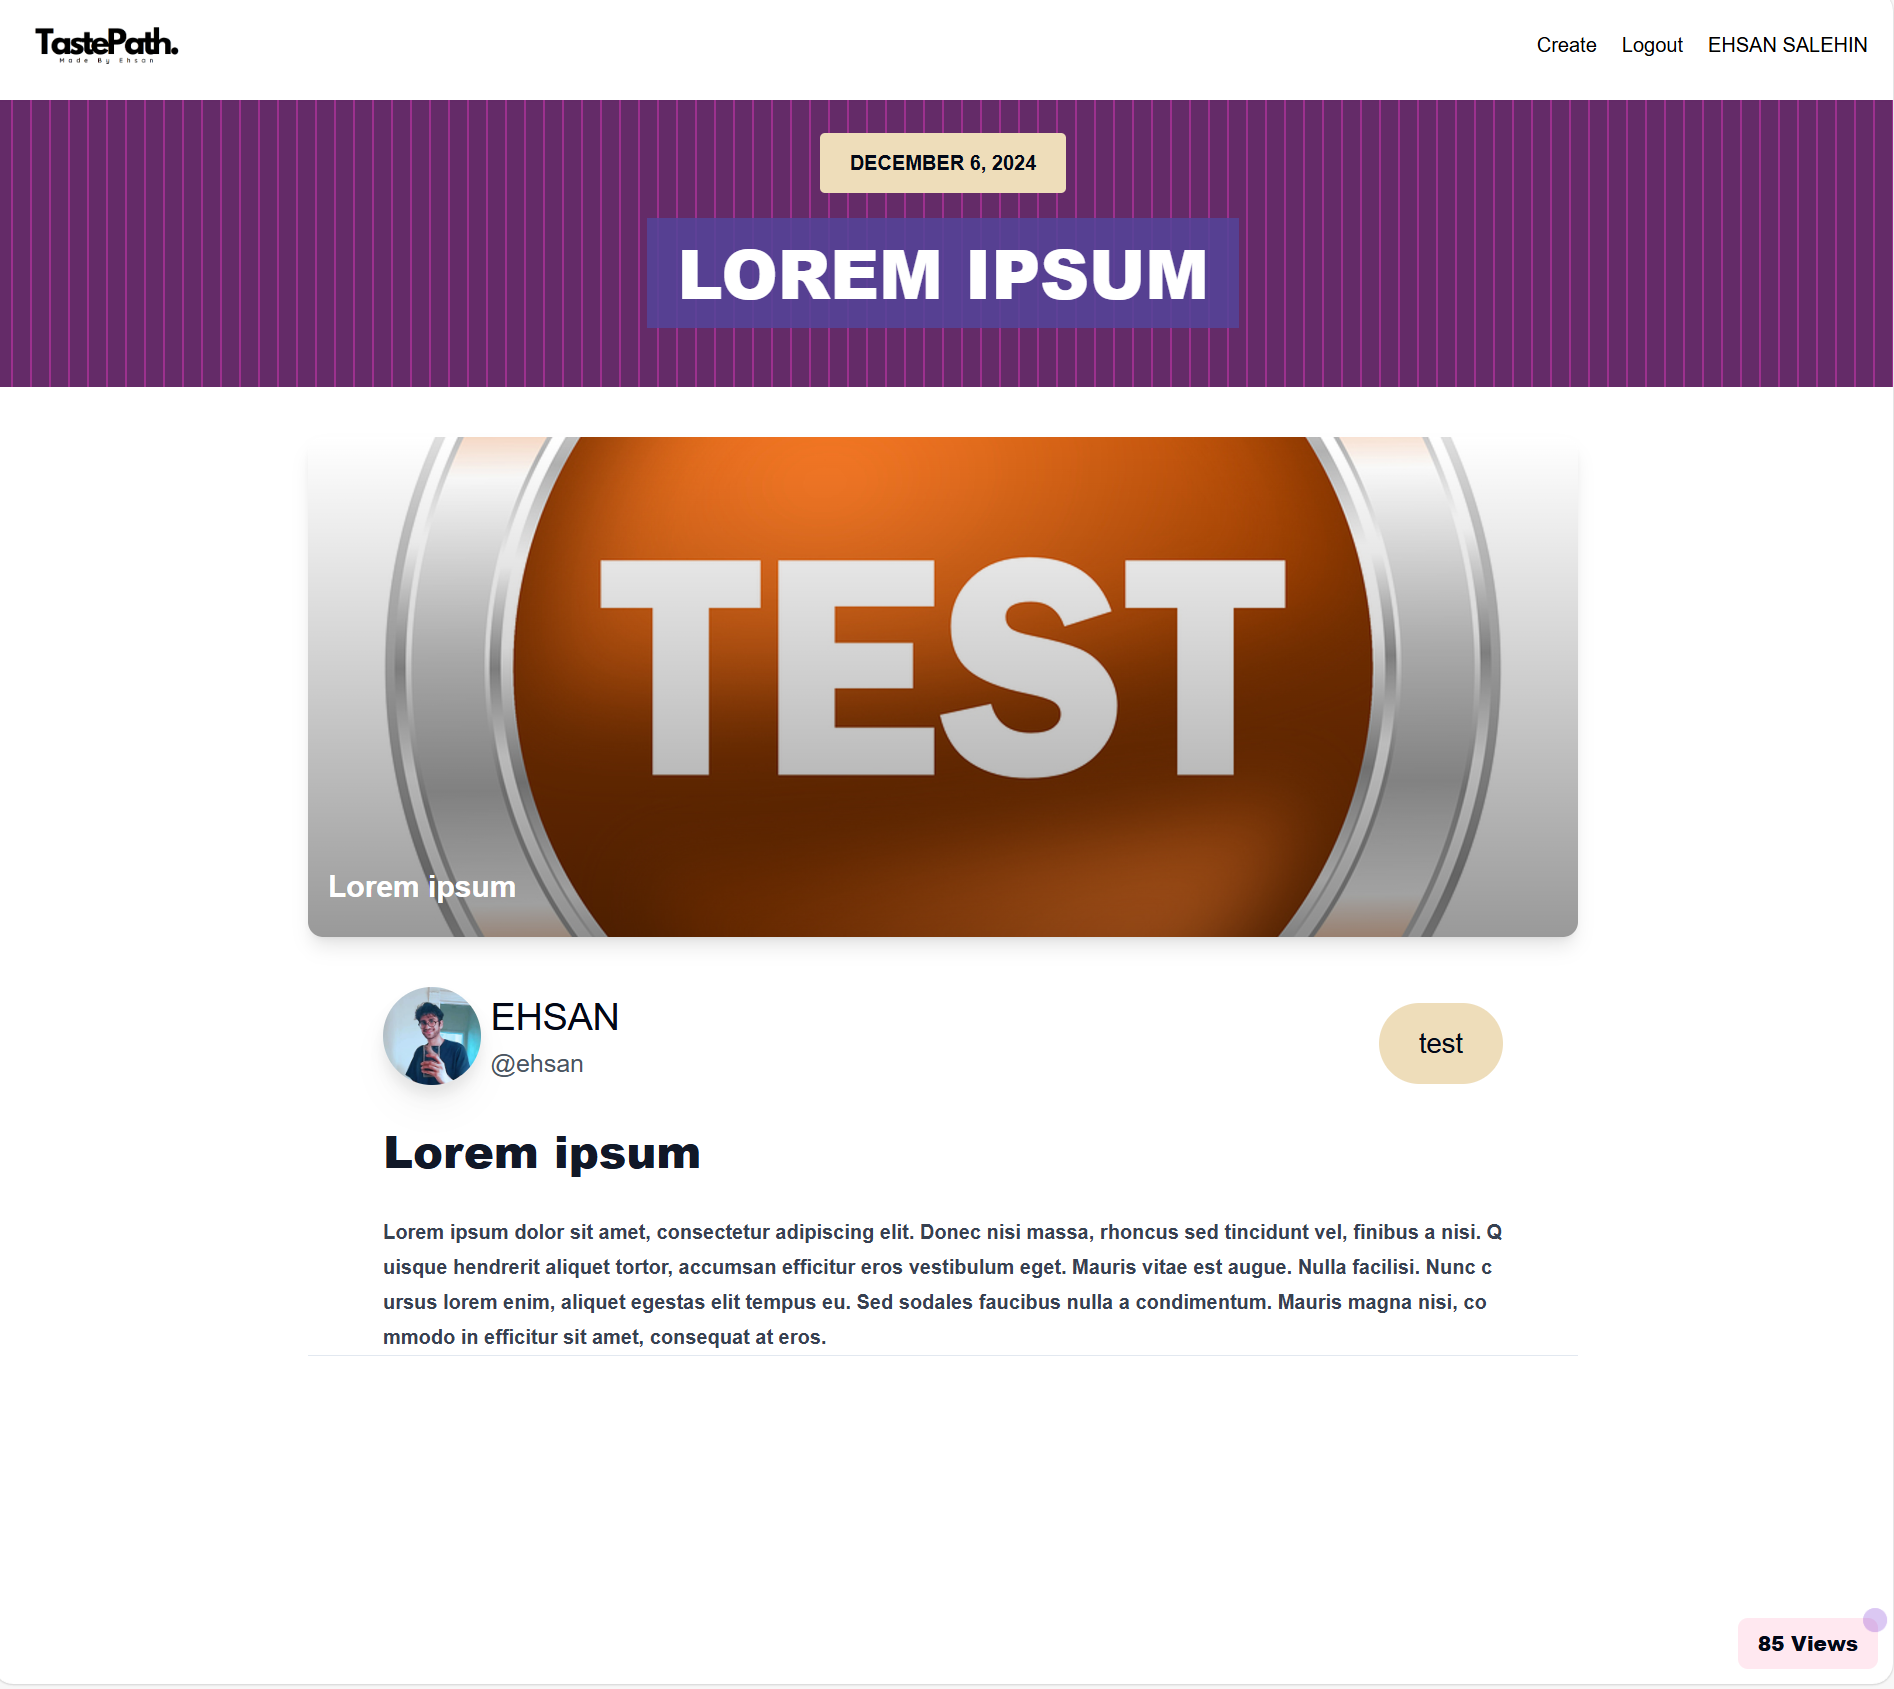 TastePath.
Made By Ehsan
Create Logout EHSAN SALEHIN
DECEMBER 6, 2024
LOREM IPSUM
TEST
Lorem ipsum
EHSAN
@ehsan
test
Lorem ipsum
Lorem ipsum dolor sit amet, consectetur adipiscing elit. Donec nisi massa, rhoncus sed tincidunt vel, finibus a nisi. Q
uisque hendrerit aliquet tortor, accumsan efficitur eros vestibulum eget. Mauris vitae est augue. Nulla facilisi. Nunc c
ursus lorem enim, aliquet egestas elit tempus eu. Sed sodales faucibus nulla a condimentum. Mauris magna nisi, co
mmodo in efficitur sit amet, consequat at eros.
85 Views